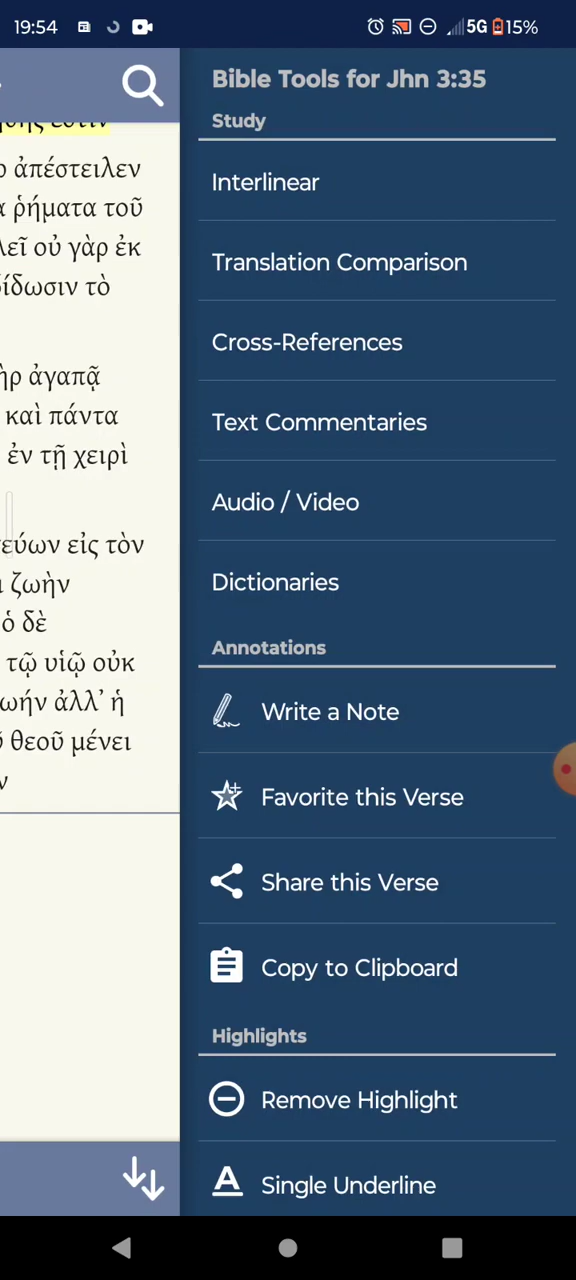 19:54
5G 15%
Bible Tools for Jhn 3:35
Study
Interlinear
Translation Comparison
Cross-References
Text Commentaries
Audio / Video
Dictionaries
Annotations
Write a Note
Favorite this Verse
Share this Verse
Copy to Clipboard
Highlights
Remove Highlight
A Single Underline
ἀπέστειλεν
ῥήματα τοῦ
οὐ γὰρ ἐκ
τὸ
ἀγαπᾷ
καὶ πάντα
ἐν τῇ χειρὶ
εἰς τὸν
ζωὴν
ὁ δὲ
τῷ υἱῷ οὐκ
ἀλλ’ ἡ
θεοῦ μένει